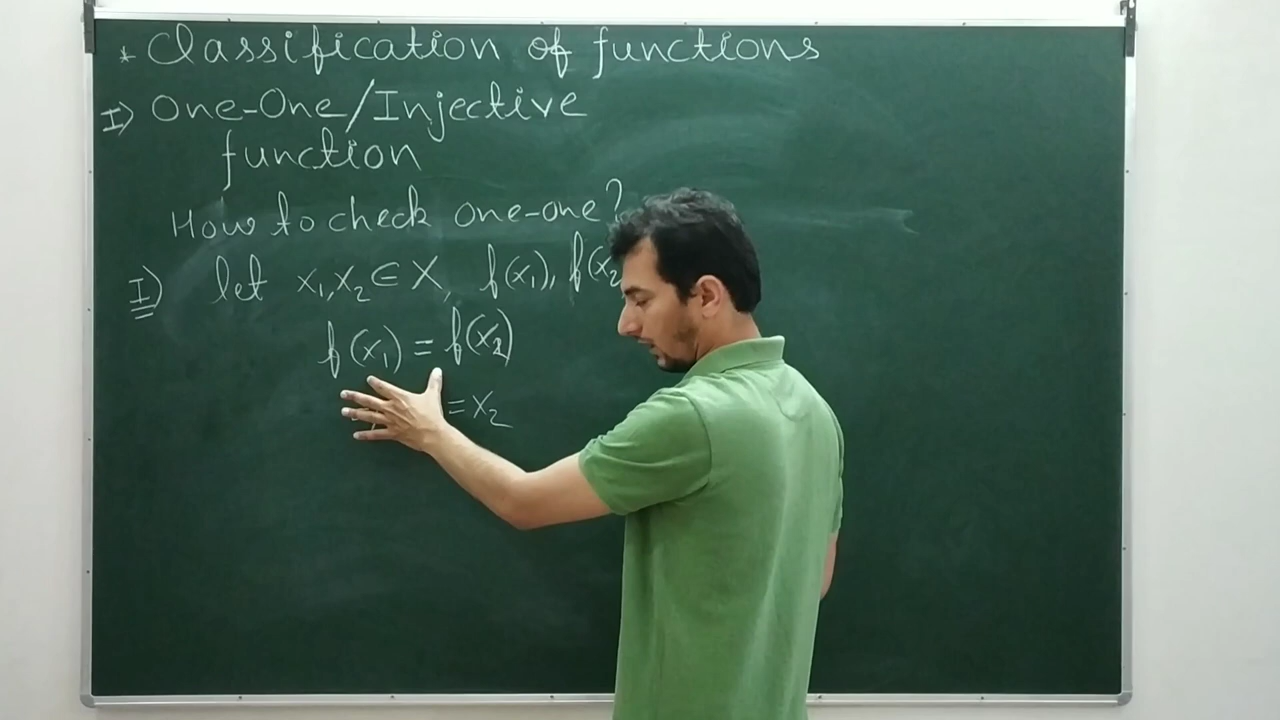 * Classification of functions
I) One-One/Injective
function
How to check one-one?
I) let x₁,x₂ ∈ X, f(x₁), f(x₂
f(x₁) = f(x₂)
= x₂